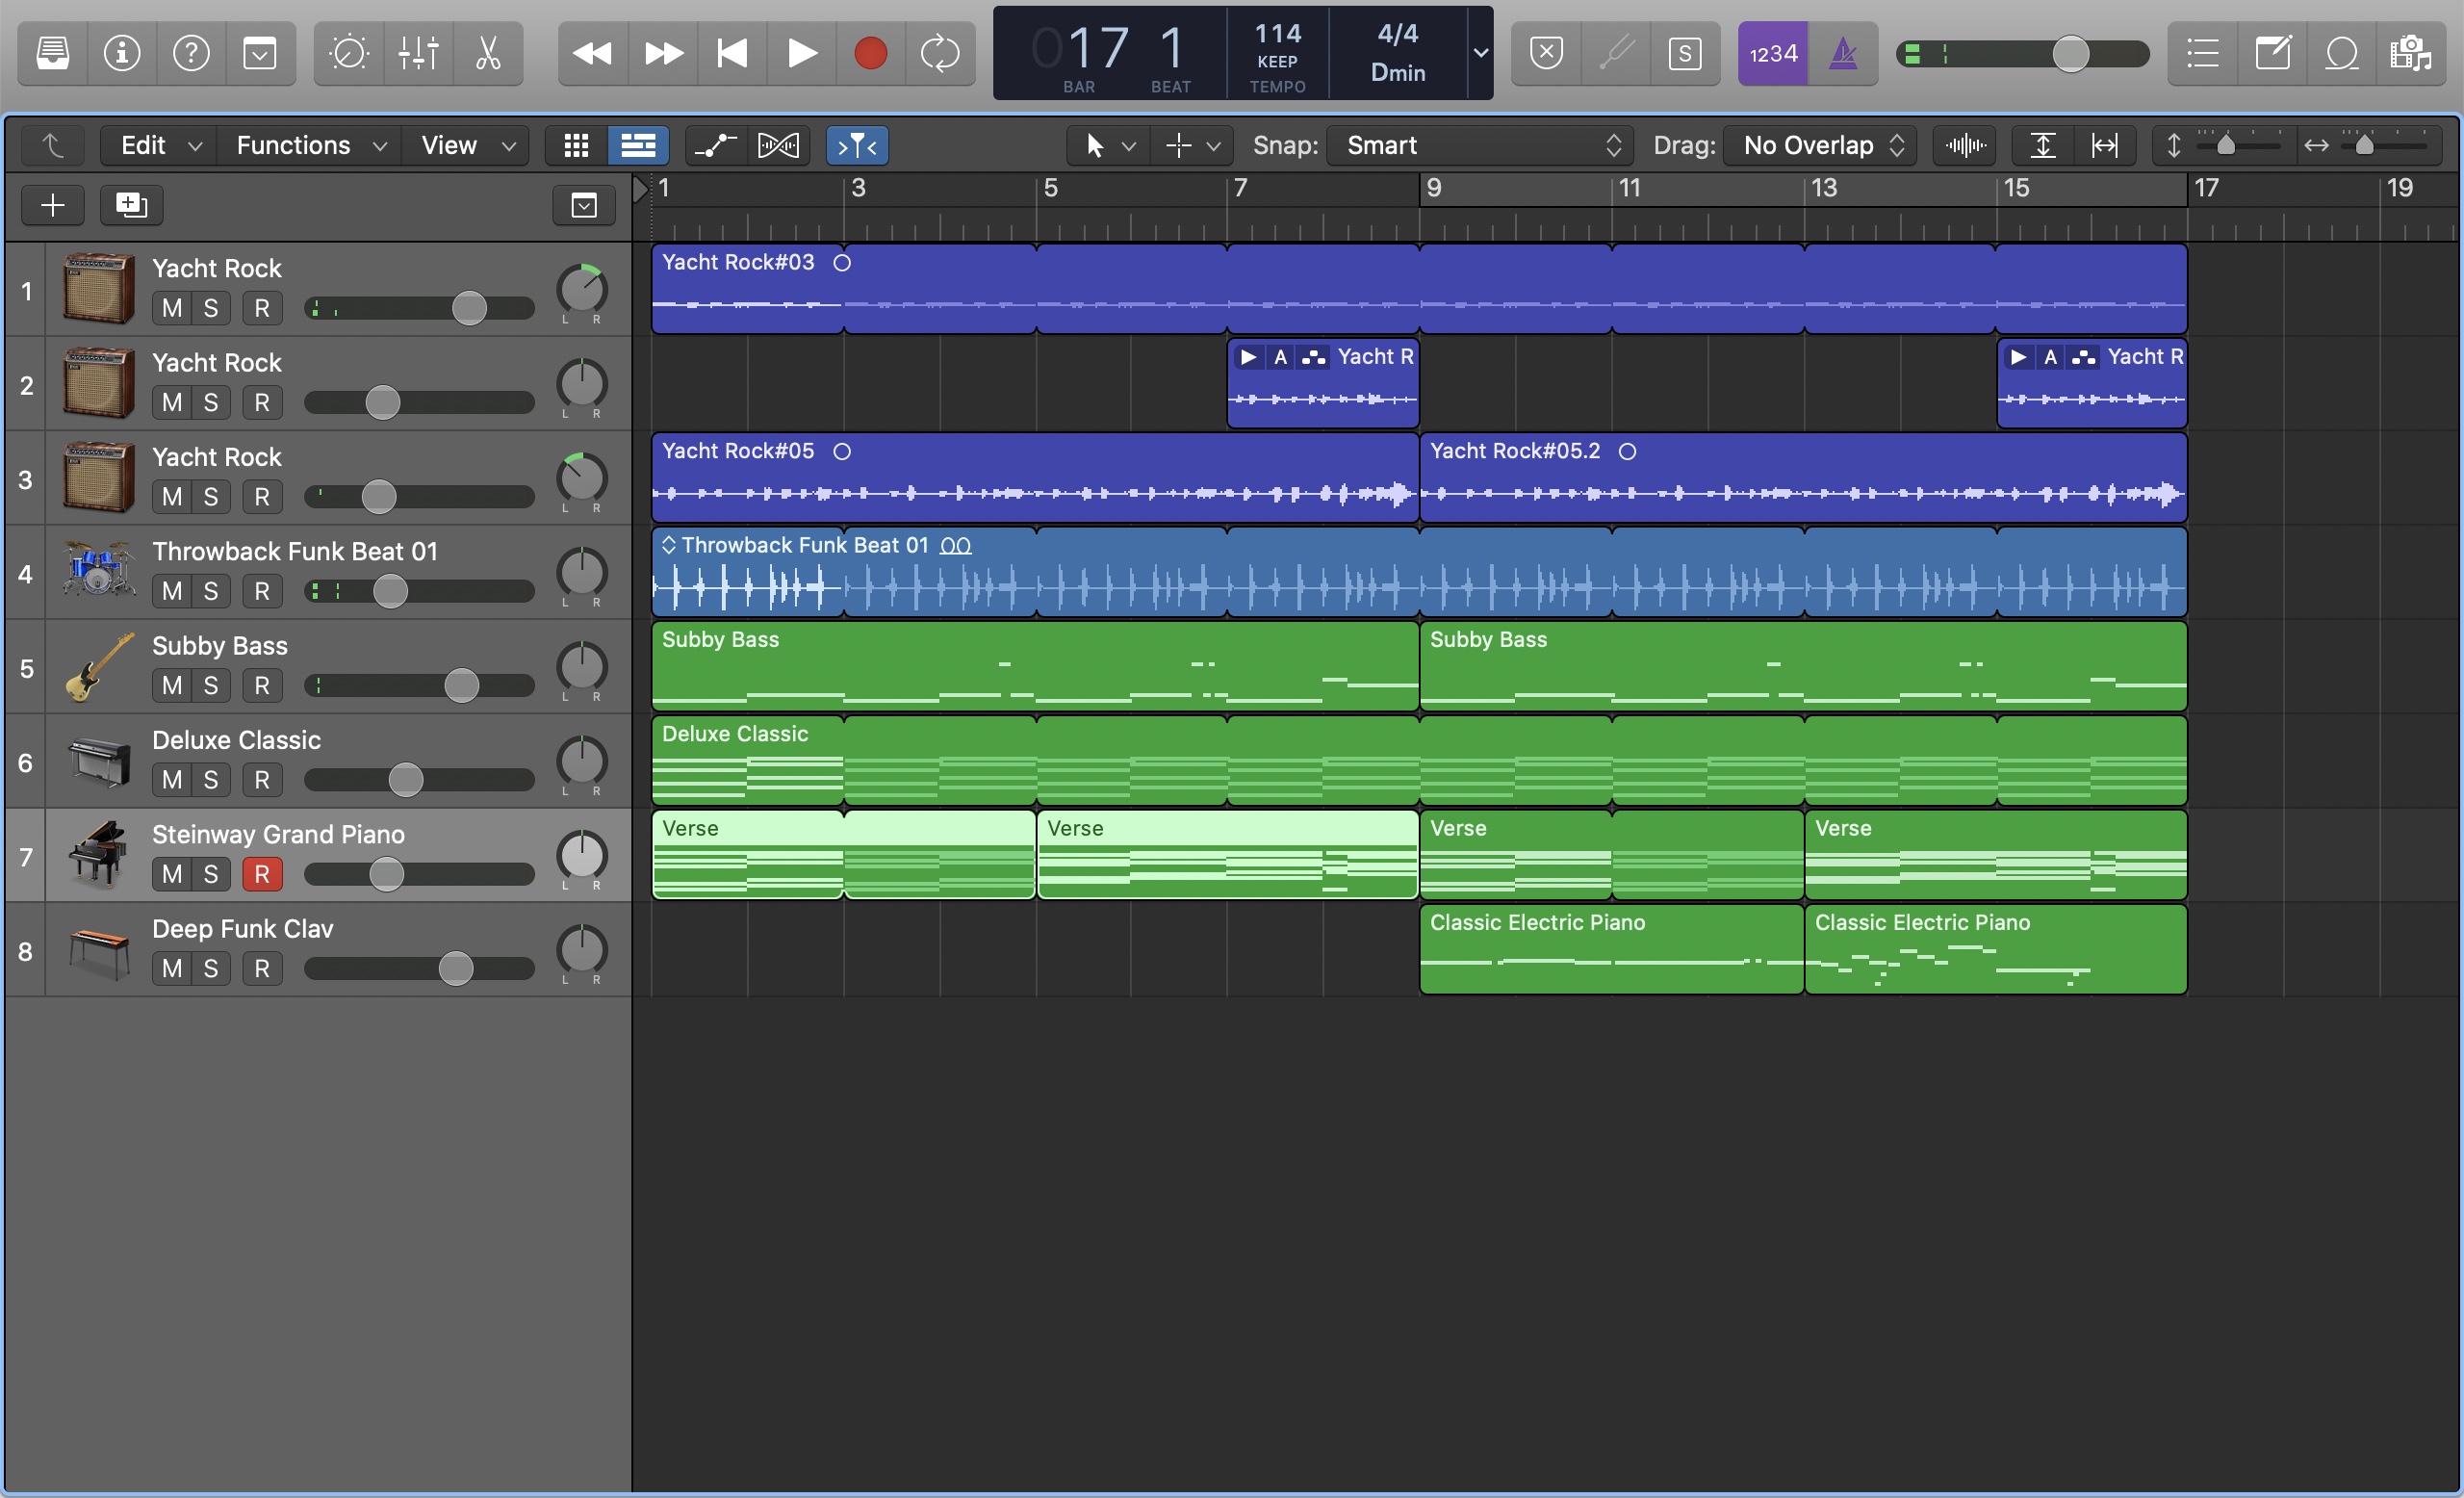 017 1 114 4/4
KEEP Dmin
BAR BEAT TEMPO
S 1234
Edit Functions View Snap: Smart Drag: No Overlap
1 3 5 7 9 11 13 15 17 19
1 Yacht Rock
M S R L R
Yacht Rock#03
2 Yacht Rock
M S R L R
A Yacht R A Yacht R
3 Yacht Rock
M S R L R
Yacht Rock#05 Yacht Rock#05.2
4 Throwback Funk Beat 01
M S R L R
Throwback Funk Beat 01
5 Subby Bass
M S R L R
Subby Bass Subby Bass
6 Deluxe Classic
M S R L R
Deluxe Classic
7 Steinway Grand Piano
M S R L R
Verse Verse Verse Verse
8 Deep Funk Clav
M S R L R
Classic Electric Piano Classic Electric Piano